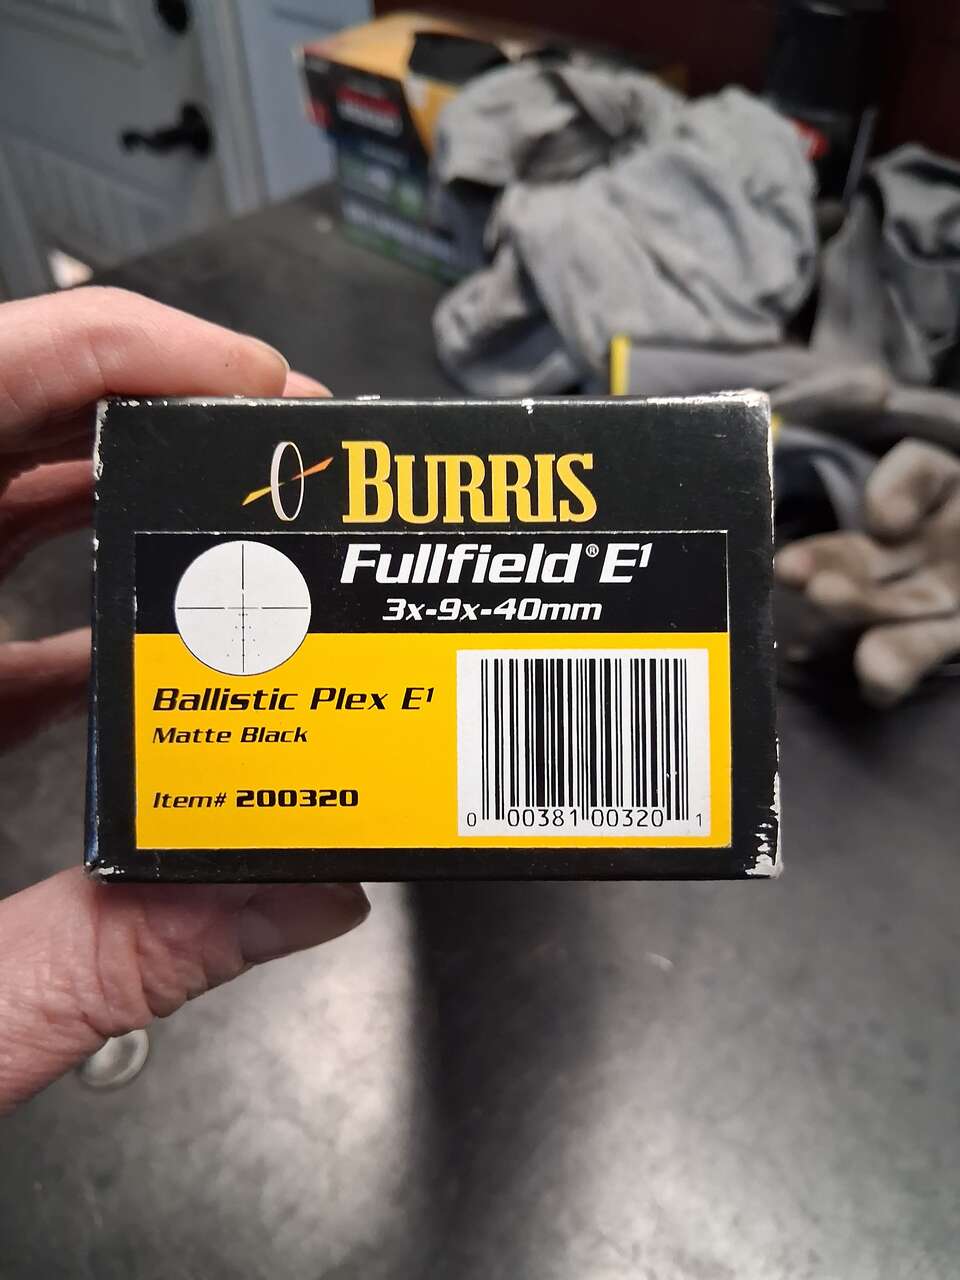 BURRIS
Fullfield® E¹
3x-9x-40mm
Ballistic Plex E¹
Matte Black
Item# 200320
0 00381 00320 1